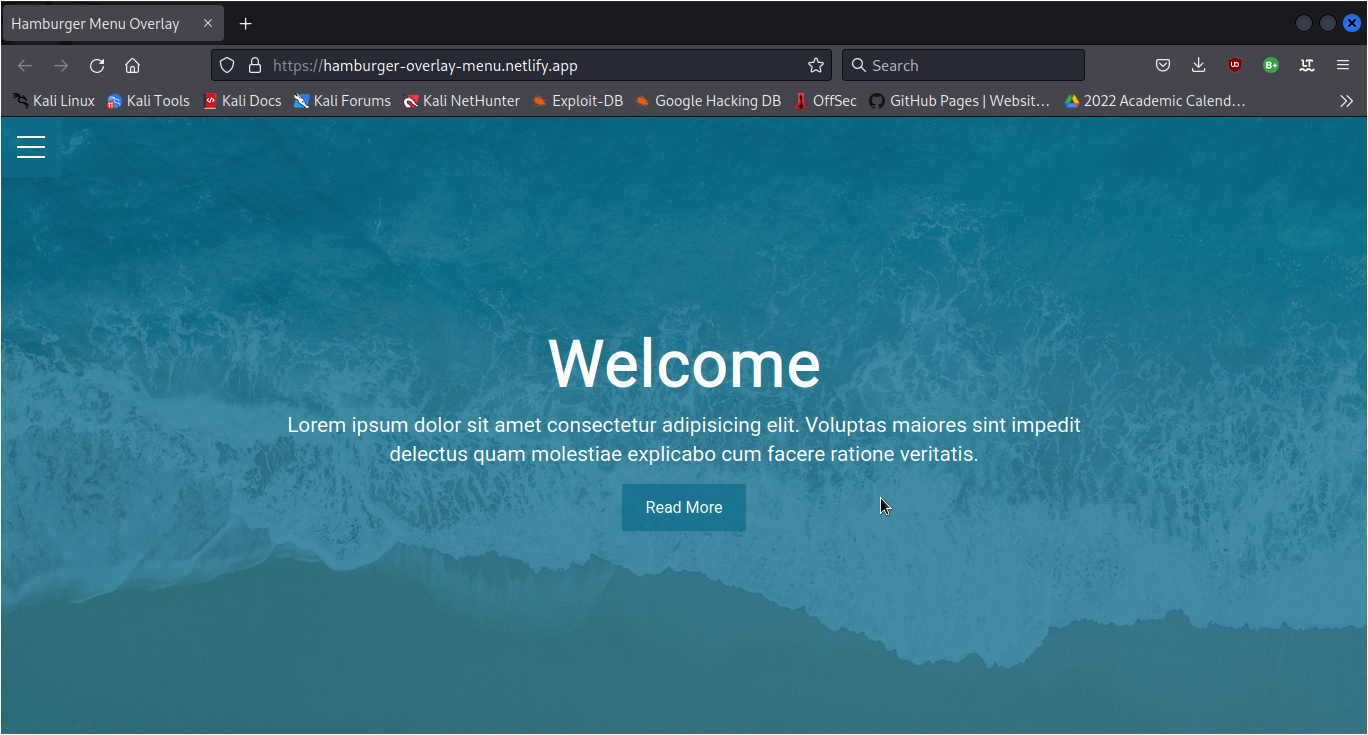 Hamburger Menu Overlay
https://hamburger-overlay-menu.netlify.app
Search
Kali Linux Kali Tools Kali Docs Kali Forums Kali NetHunter Exploit-DB Google Hacking DB OffSec GitHub Pages | Websit… 2022 Academic Calend…
Welcome
Lorem ipsum dolor sit amet consectetur adipisicing elit. Voluptas maiores sint impedit
delectus quam molestiae explicabo cum facere ratione veritatis.
Read More